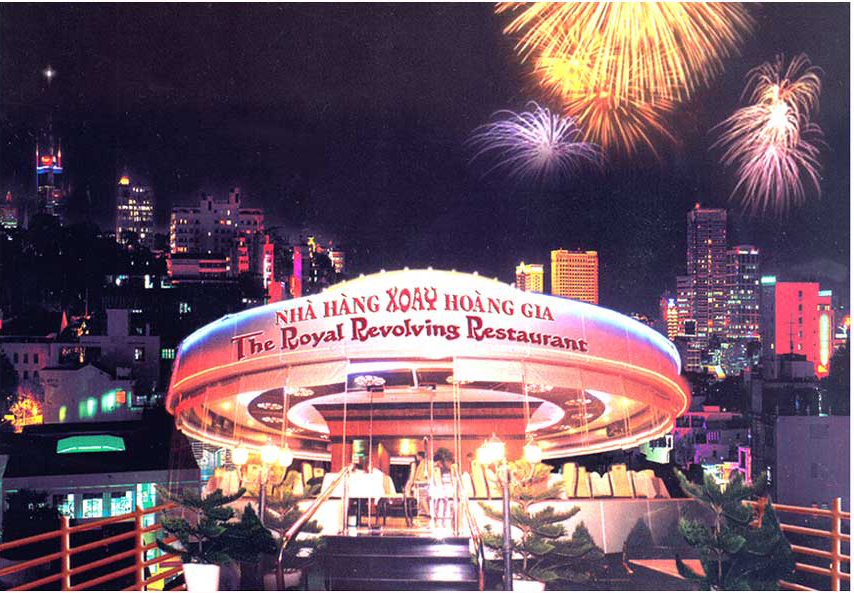 NHÀ HÀNG XOAY HOÀNG GIA
The Royal Revolving Restaurant